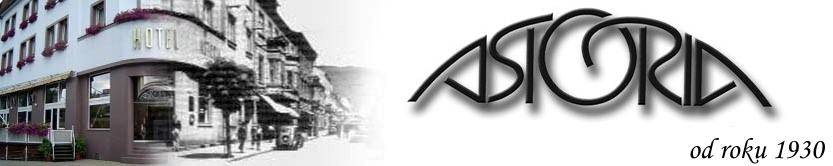 HOTEL
ASTORIA
od roku 1930